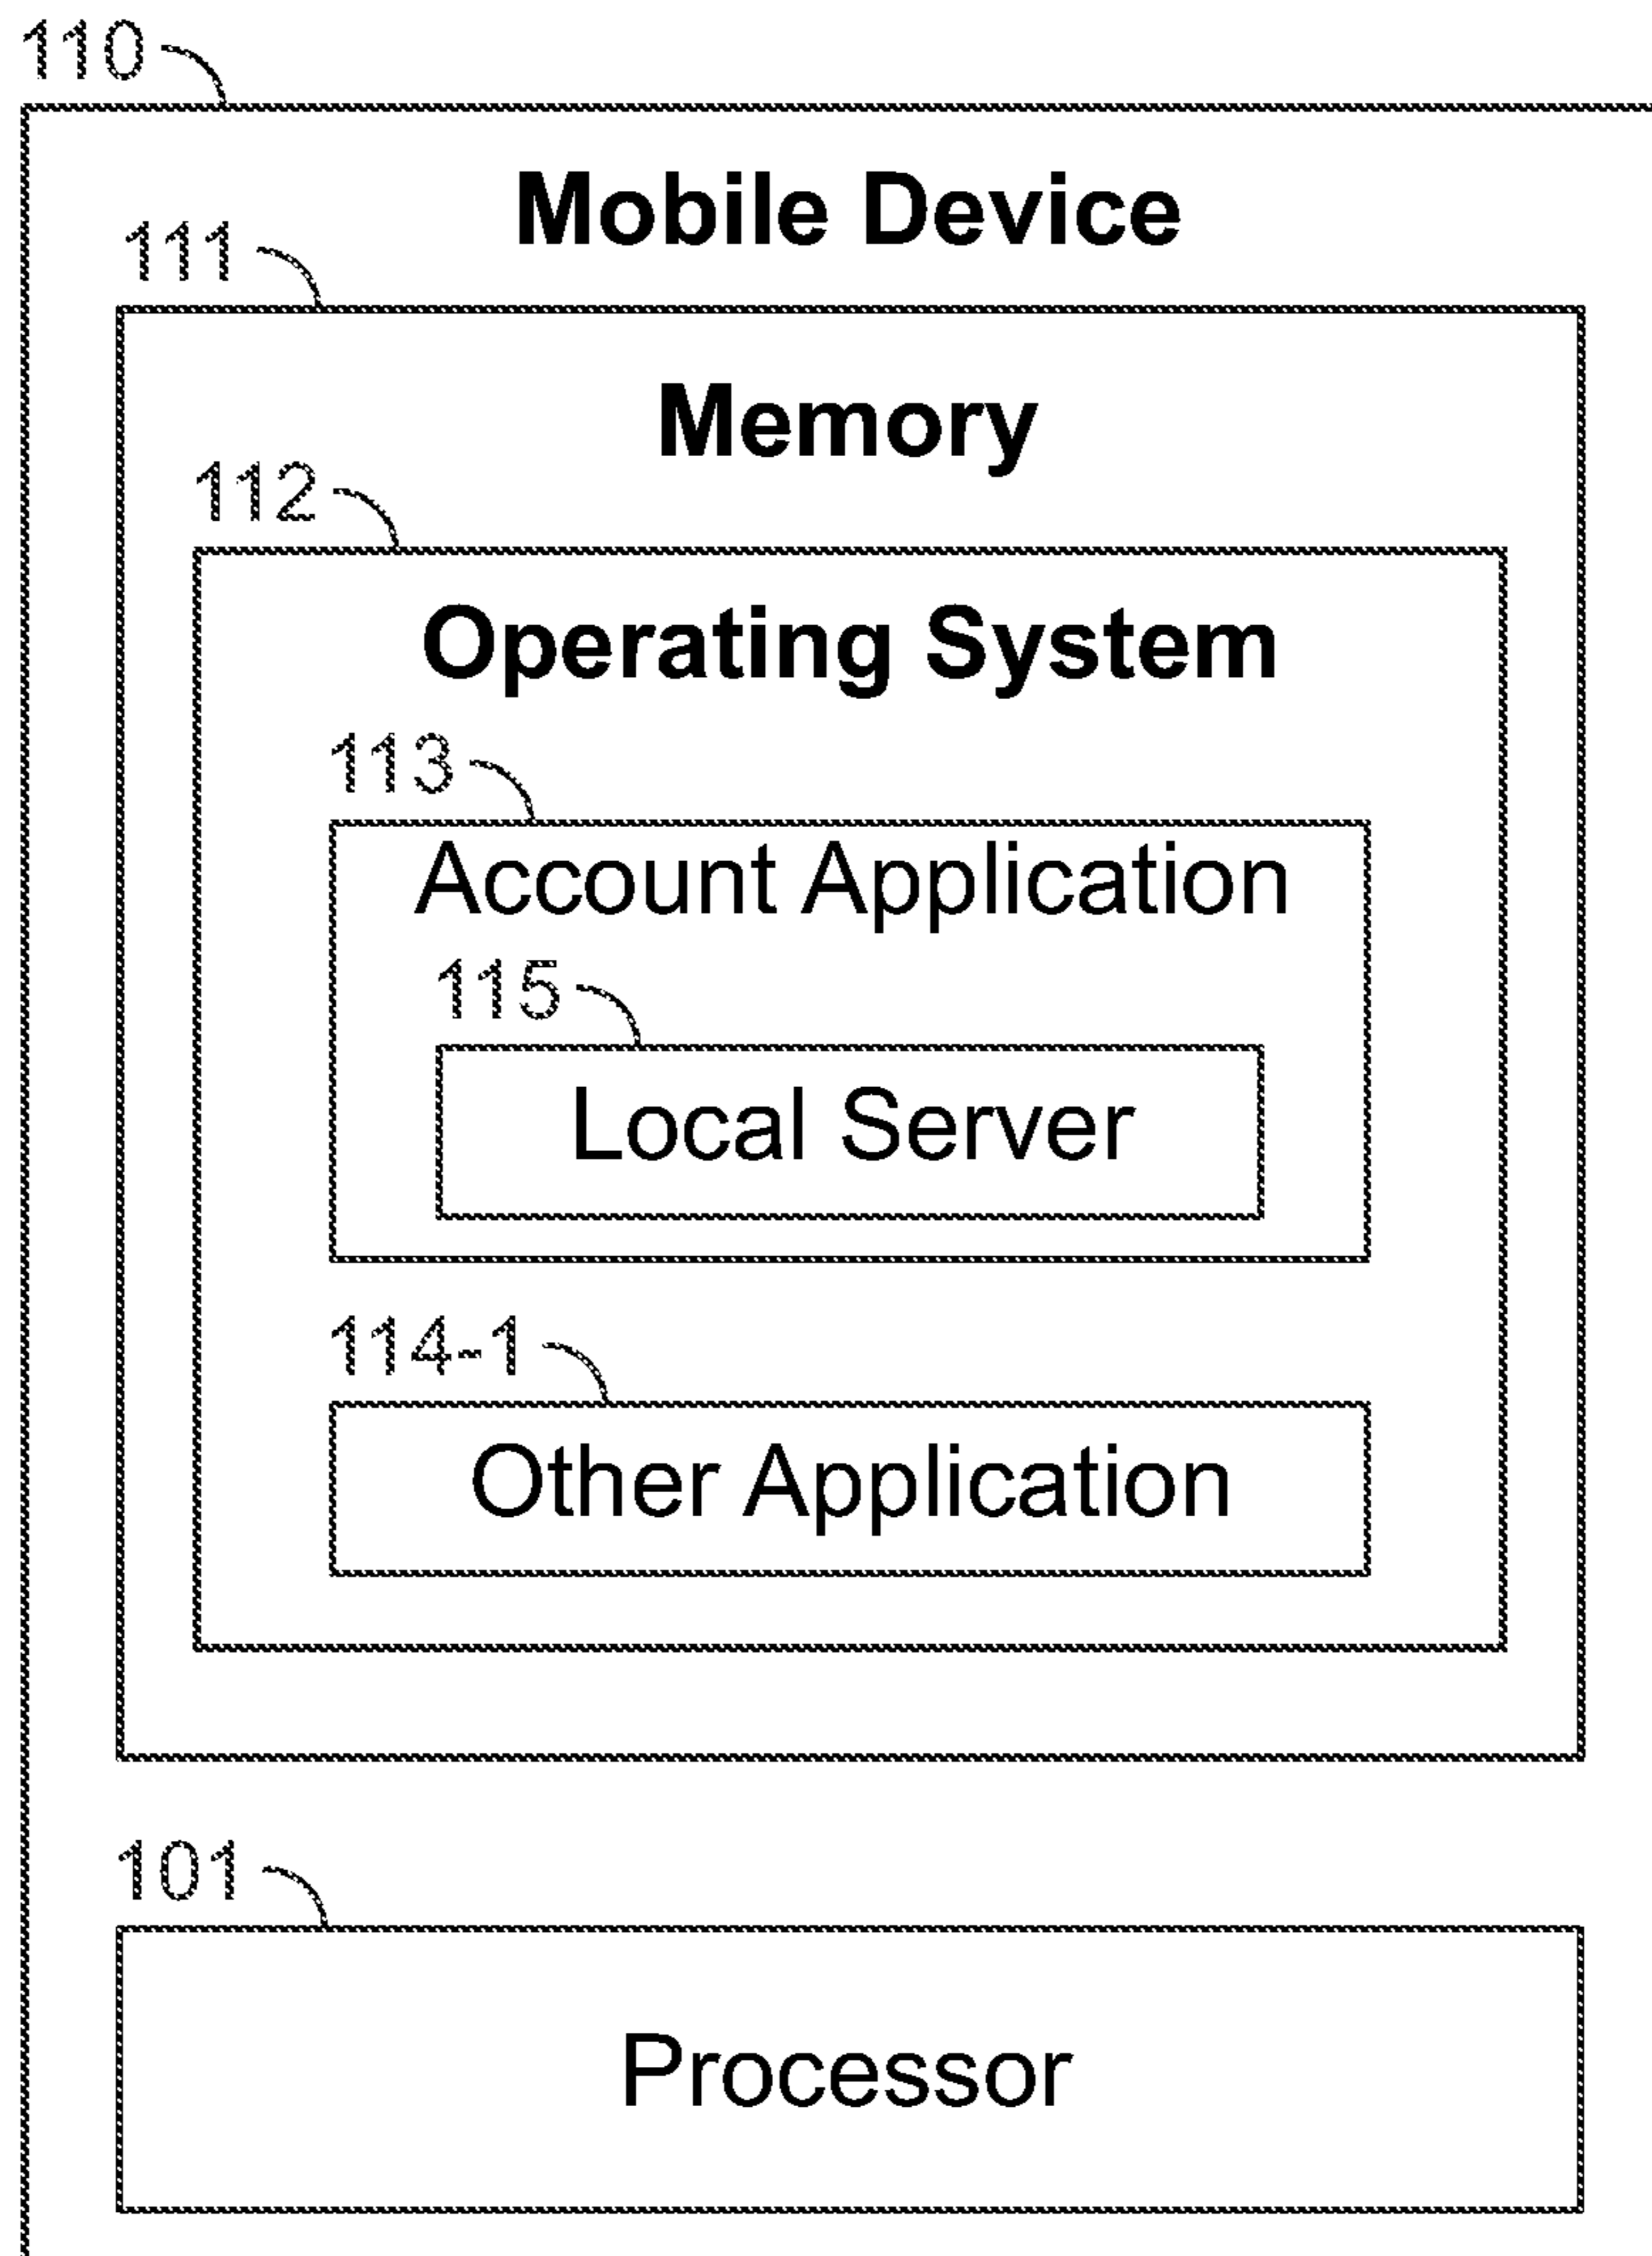 110
Mobile Device
111
Memory
112
Operating System
113
Account Application
115
Local Server
114-1
Other Application
101
Processor